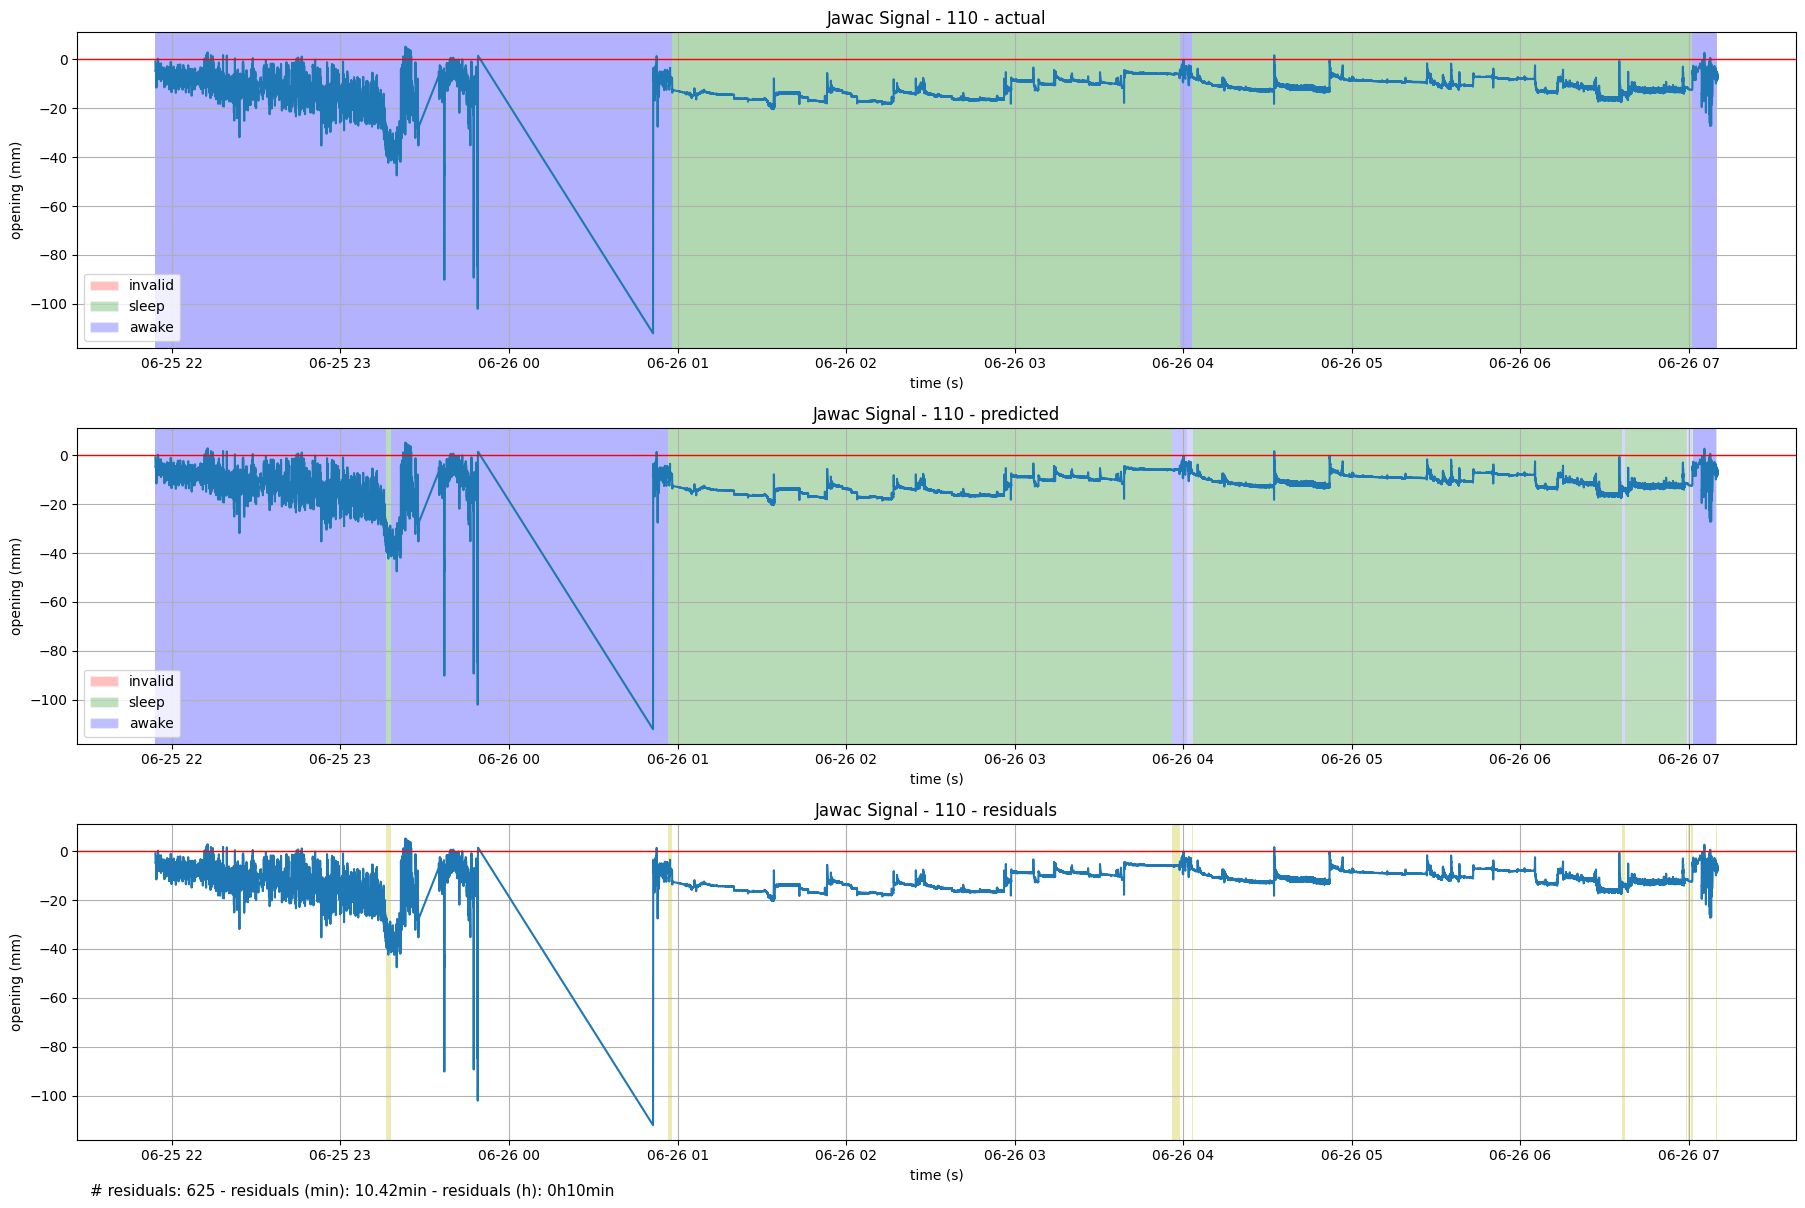 Jawac Signal - 110 - actual
opening (mm)
0
−20
−40
−60
−80
−100
invalid
sleep
awake
06-25 22 06-25 23 06-26 00 06-26 01 06-26 02 06-26 03 06-26 04 06-26 05 06-26 06 06-26 07
time (s)
Jawac Signal - 110 - predicted
opening (mm)
0
−20
−40
−60
−80
−100
invalid
sleep
awake
06-25 22 06-25 23 06-26 00 06-26 01 06-26 02 06-26 03 06-26 04 06-26 05 06-26 06 06-26 07
time (s)
Jawac Signal - 110 - residuals
opening (mm)
0
−20
−40
−60
−80
−100
06-25 22 06-25 23 06-26 00 06-26 01 06-26 02 06-26 03 06-26 04 06-26 05 06-26 06 06-26 07
time (s)
# residuals: 625 - residuals (min): 10.42min - residuals (h): 0h10min